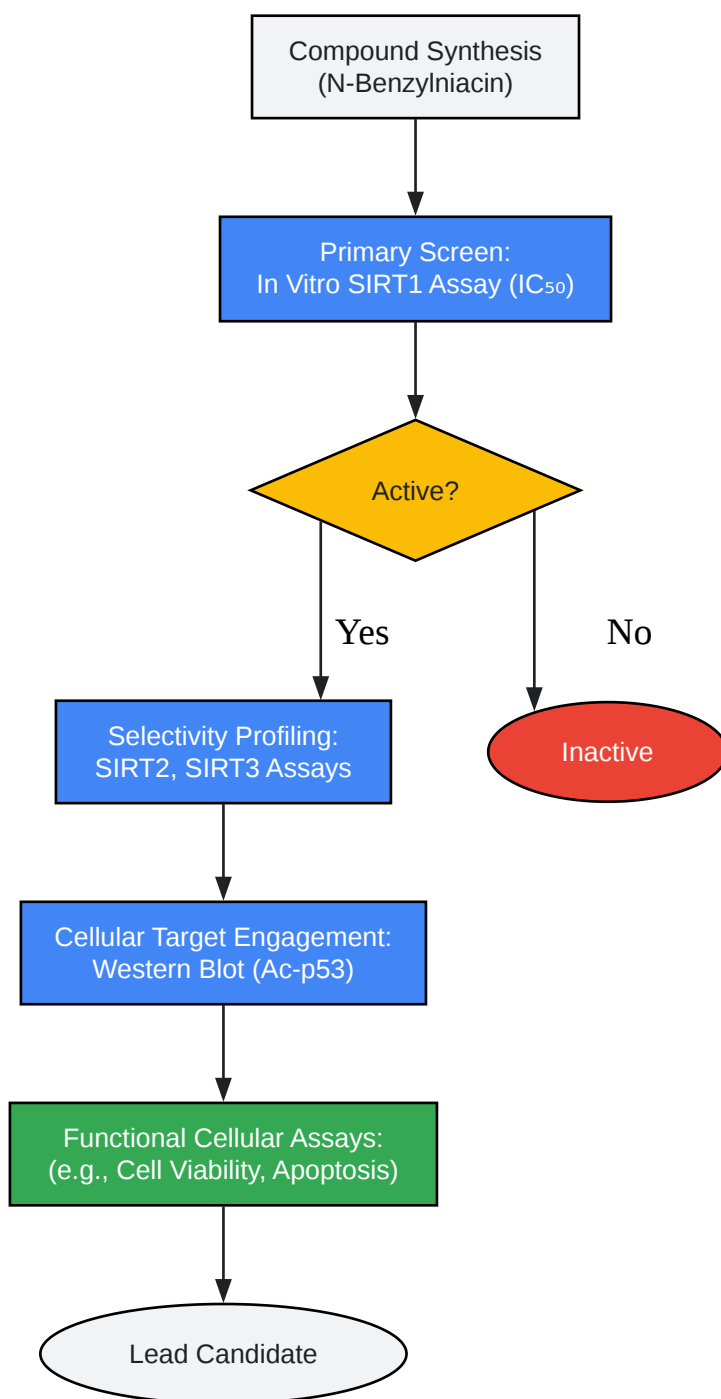 Compound Synthesis
(N-Benzylniacin)
Primary Screen:
In Vitro SIRT1 Assay (IC₅₀)
Active?
Yes
No
Selectivity Profiling:
SIRT2, SIRT3 Assays
Inactive
Cellular Target Engagement:
Western Blot (Ac-p53)
Functional Cellular Assays:
(e.g., Cell Viability, Apoptosis)
Lead Candidate